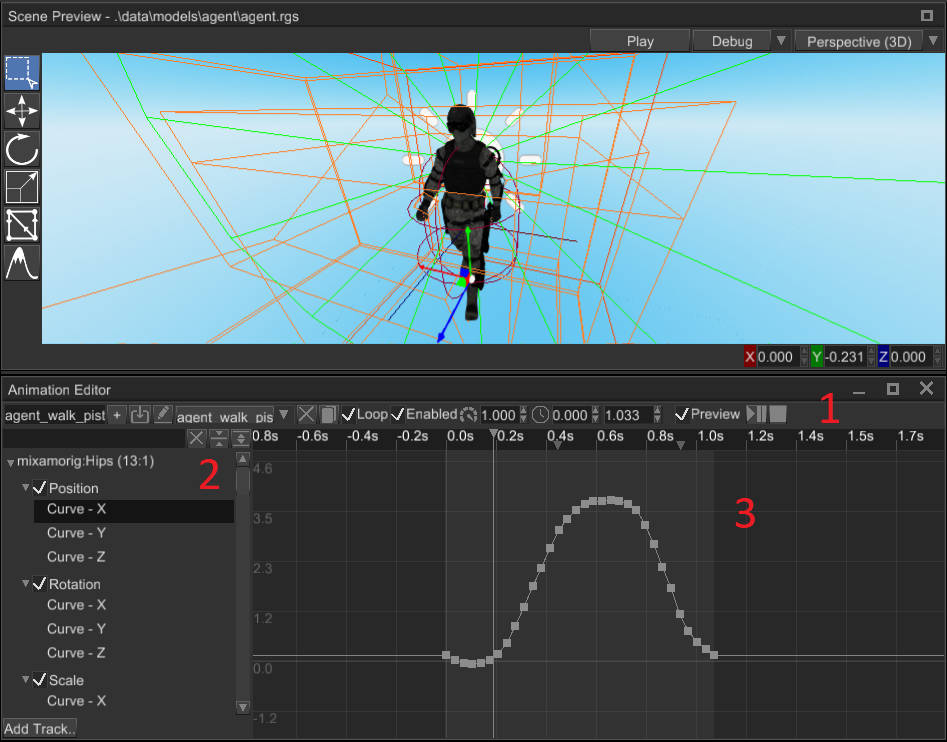 Scene Preview - .\data\models\agent\agent.rgs
Play Debug Perspective (3D)
X 0.000 Y -0.231 Z 0.000
Animation Editor
agent_walk_pist + agent_walk_pis Loop Enabled 1.000 0.000 1.033 Preview 1
0.8s -0.6s -0.4s -0.2s 0.0s 0.2s 0.4s 0.6s 0.8s 1.0s 1.2s 1.5s 1.7s
mixamorig:Hips (13:1) 2
4.6
Position
Curve - X
3.5
3
Curve - Y
Curve - Z
2.3
Rotation
Curve - X
1.2
Curve - Y
Curve - Z
0.0
Scale
Curve - X
-1.2
Add Track..